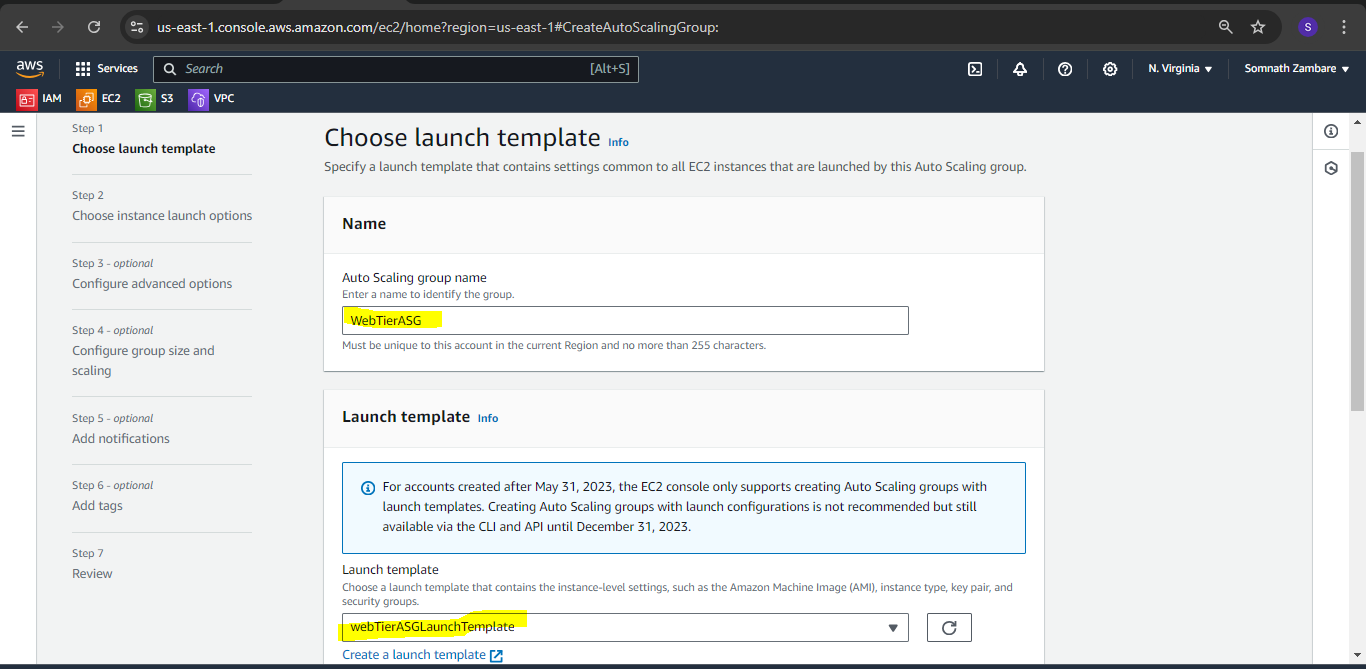 us-east-1.console.aws.amazon.com/ec2/home?region=us-east-1#CreateAutoScalingGroup:
S
aws
Services
Search
[Alt+S]
N. Virginia
Somnath Zambare
IAM
EC2
S3
VPC
Step 1
Choose launch template
Step 2
Choose instance launch options
Step 3 - optional
Configure advanced options
Step 4 - optional
Configure group size and
scaling
Step 5 - optional
Add notifications
Step 6 - optional
Add tags
Step 7
Review
Choose launch template Info
Specify a launch template that contains settings common to all EC2 instances that are launched by this Auto Scaling group.
Name
Auto Scaling group name
Enter a name to identify the group.
WebTierASG
Must be unique to this account in the current Region and no more than 255 characters.
Launch template Info
For accounts created after May 31, 2023, the EC2 console only supports creating Auto Scaling groups with
launch templates. Creating Auto Scaling groups with launch configurations is not recommended but still
available via the CLI and API until December 31, 2023.
Launch template
Choose a launch template that contains the instance-level settings, such as the Amazon Machine Image (AMI), instance type, key pair, and
security groups.
webTierASGLaunchTemplate
Create a launch template